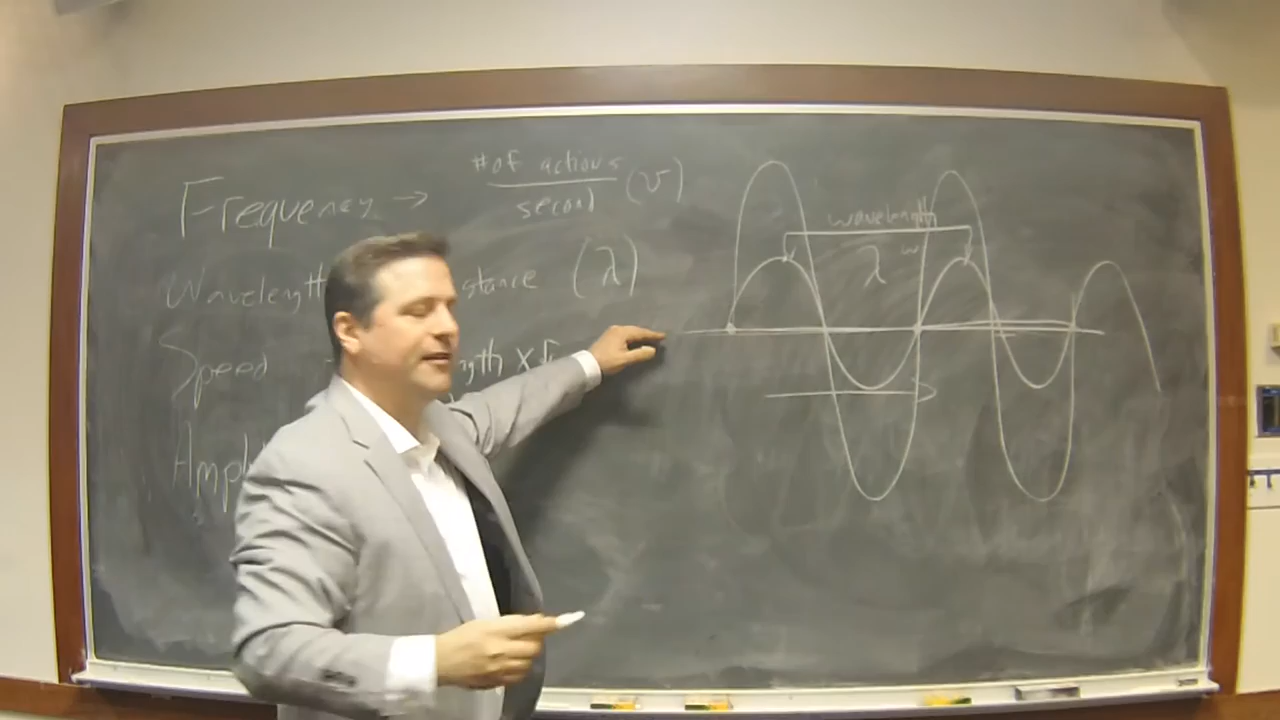 Frequency → # of actions / second (ν)
Wavelength stance (λ)
Speed ngth x f
Ampl
wavelength
λ
w